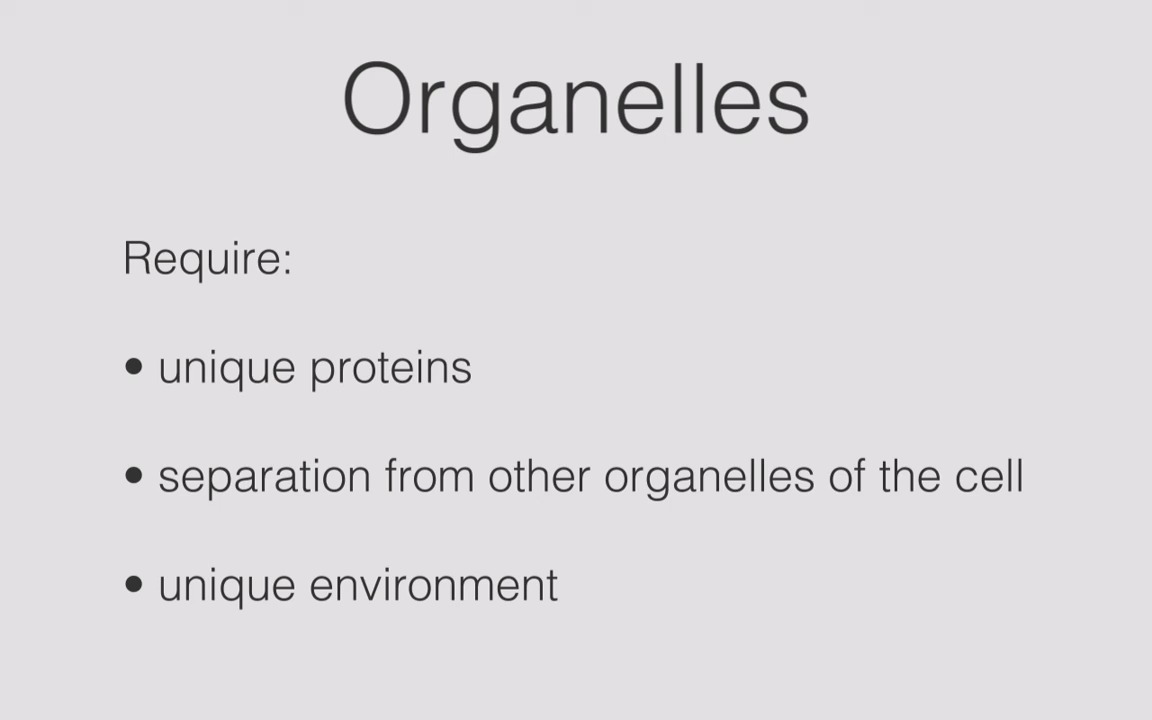 Organelles
Require:
• unique proteins
• separation from other organelles of the cell
• unique environment